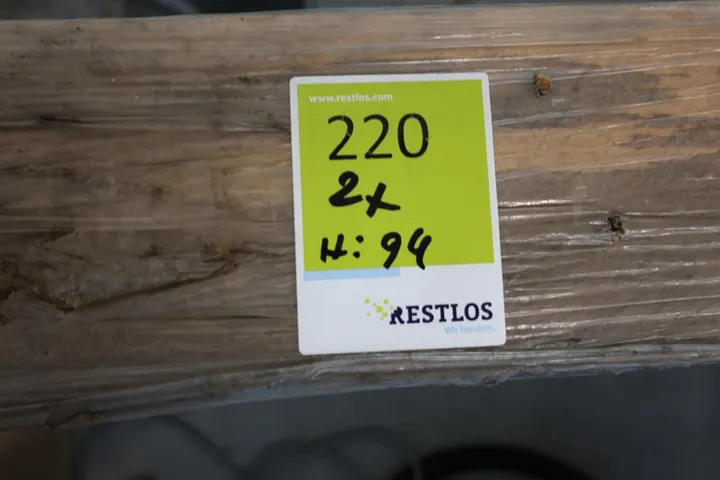 www.restlos.com
220
2x
H: 94
RESTLOS
Wir handeln.